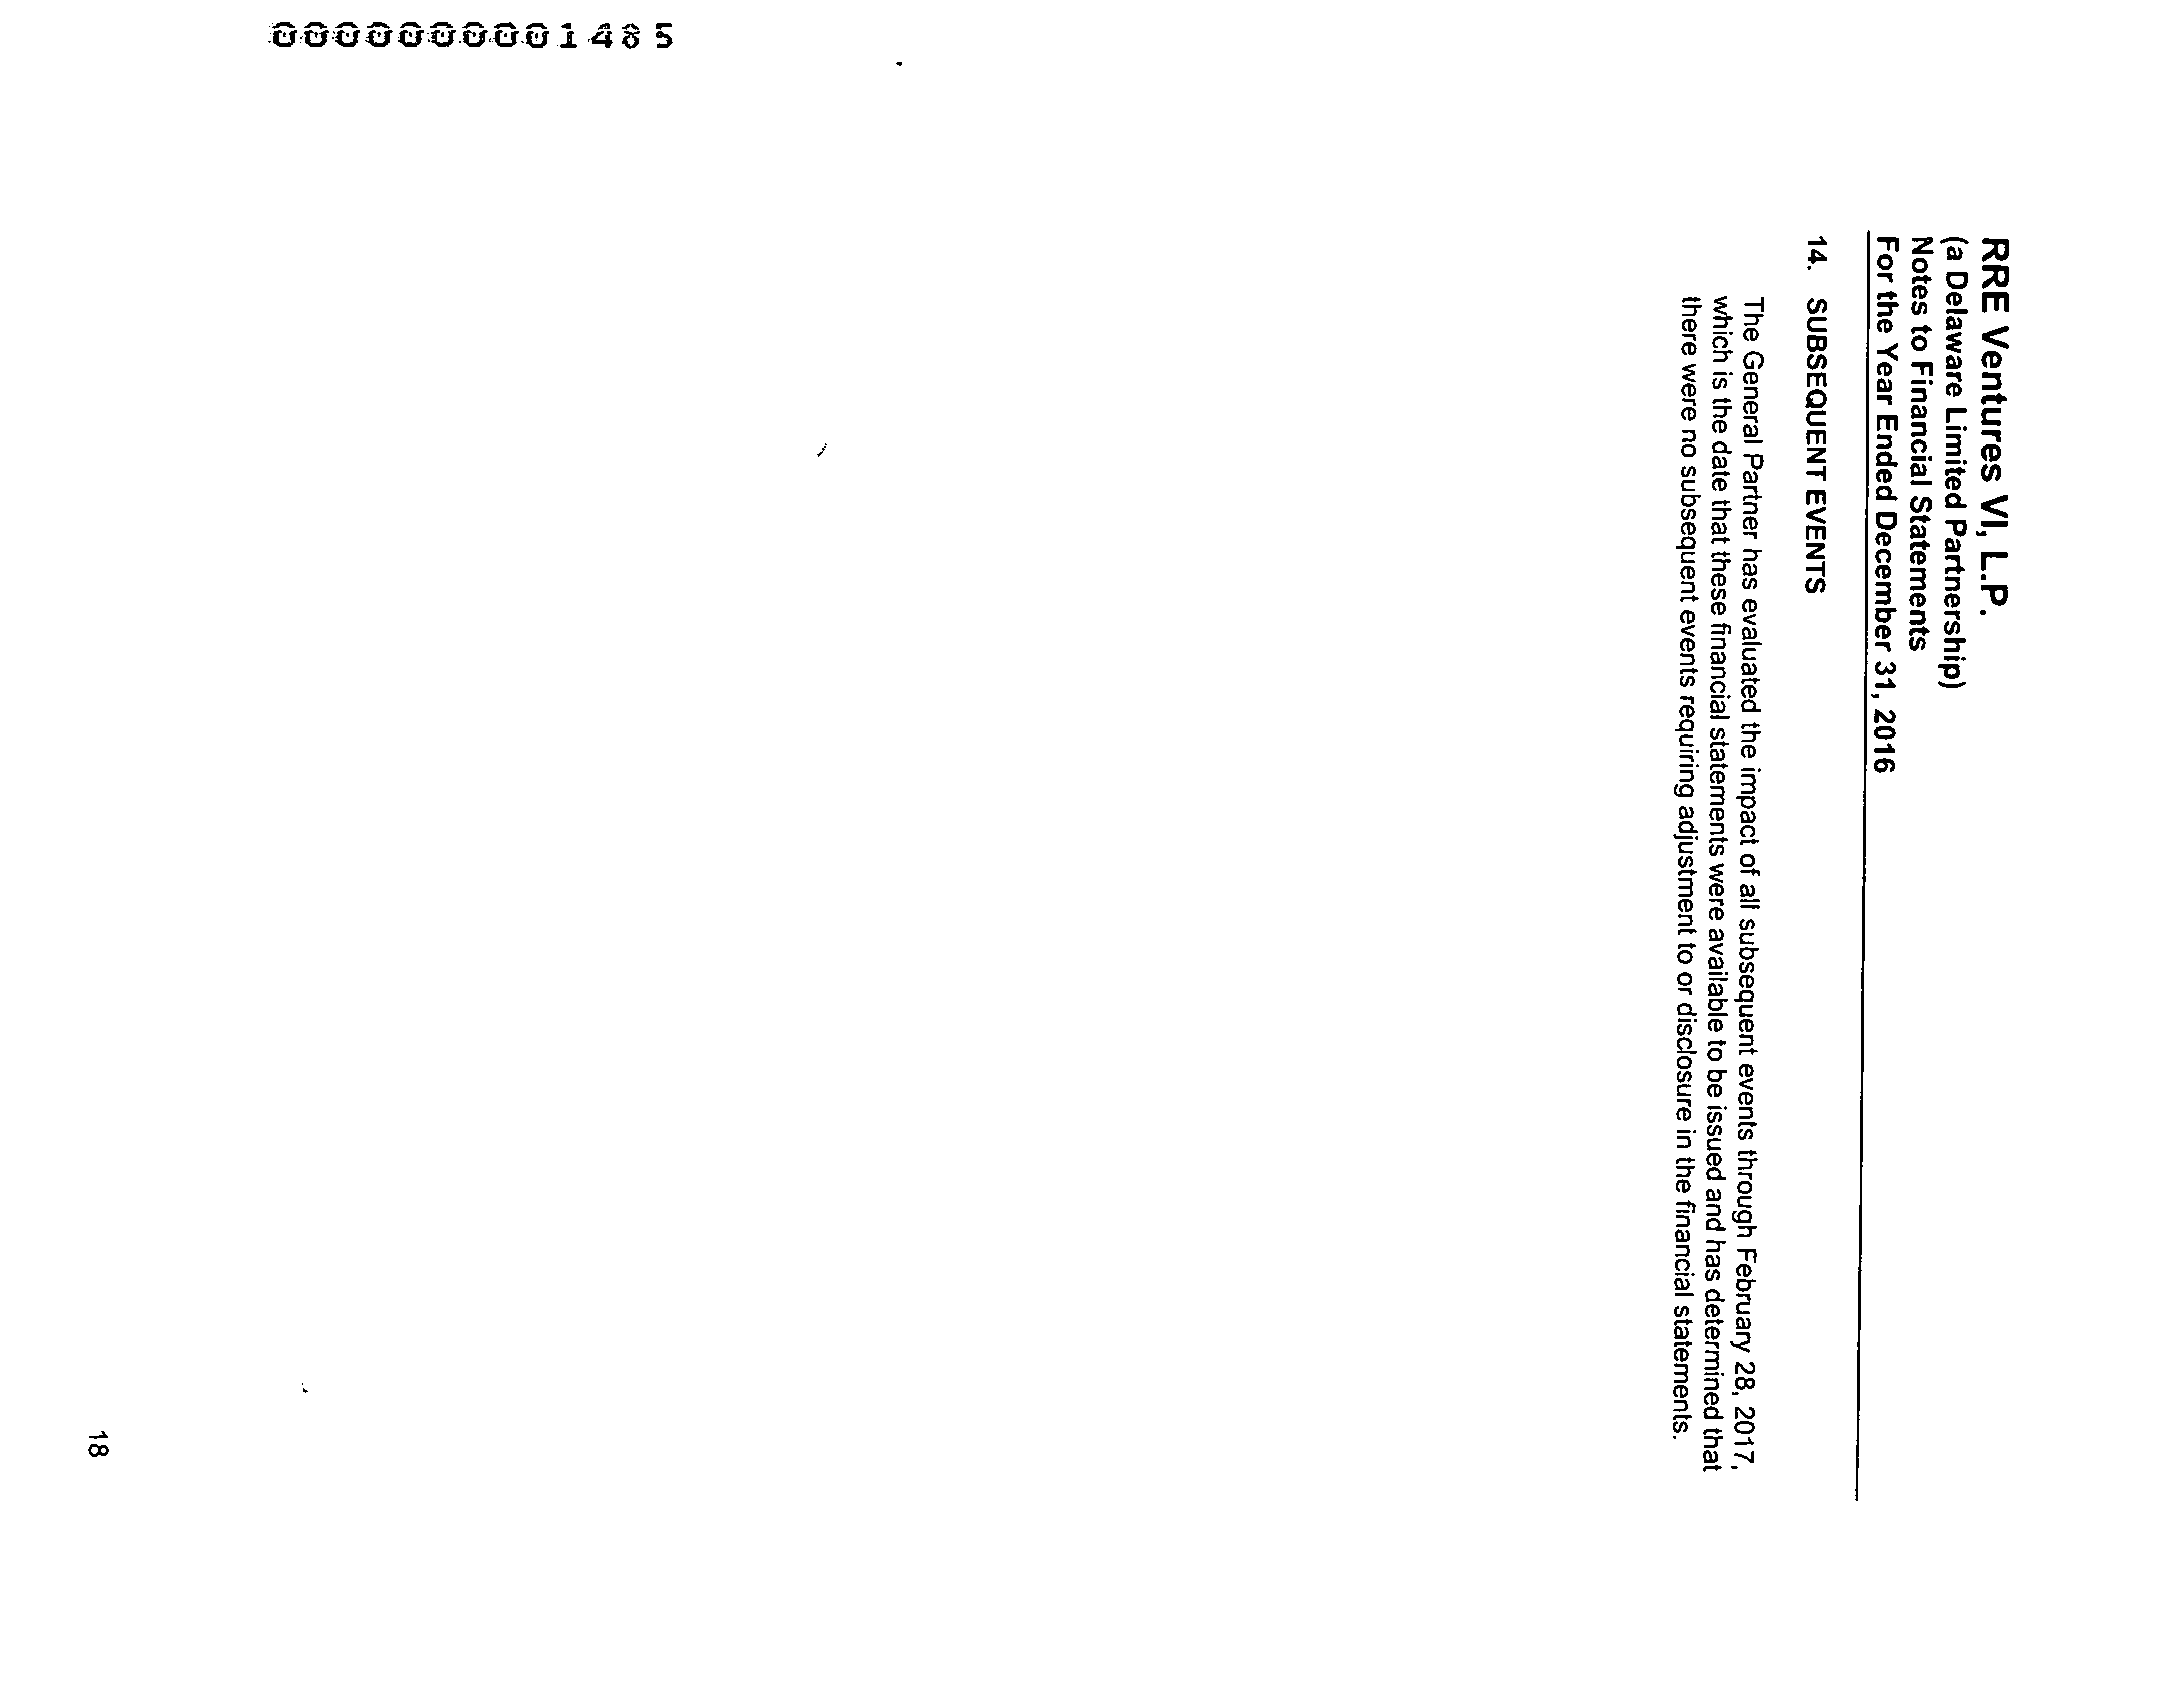 RRE Ventures VI, L.P.
(a Delaware Limited Partnership)
Notes to Financial Statements
For the Year Ended December 31, 2016
14. SUBSEQUENT EVENTS
The General Partner has evaluated the impact of all subsequent events through February 28, 2017,
which is the date that these financial statements were available to be issued and has determined that
there were no subsequent events requiring adjustment to or disclosure in the financial statements.
18
0000000001485